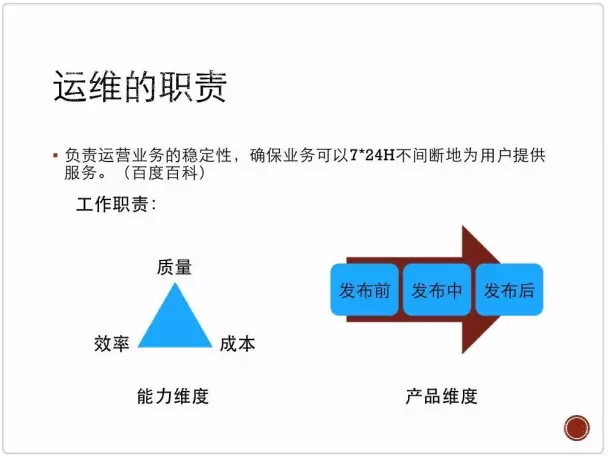 运维的职责
▪ 负责运营业务的稳定性，确保业务可以7*24H不间断地为用户提供
服务。（百度百科）
工作职责：
质量
效率
成本
能力维度
发布前
发布中
发布后
产品维度